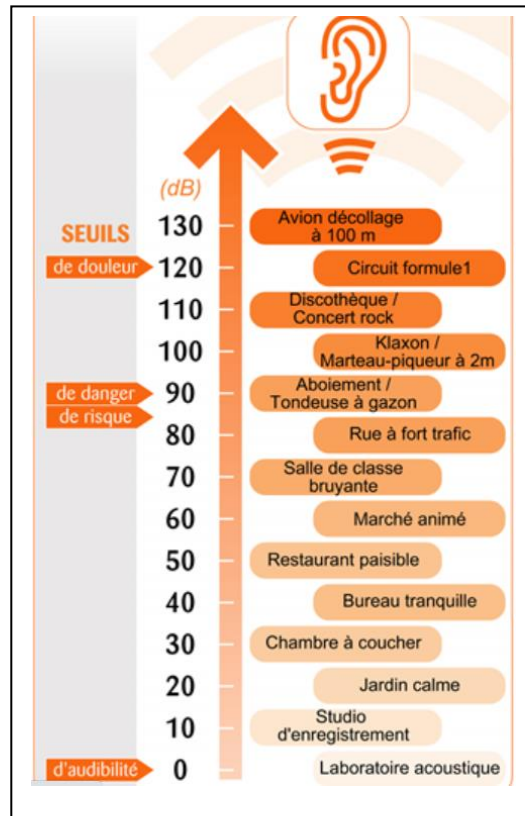 (dB)
SEUILS
130
Avion décollage
à 100 m
de douleur
120
Circuit formule1
110
Discothèque /
Concert rock
100
Klaxon /
Marteau-piqueur à 2m
de danger
90
Aboiement /
Tondeuse à gazon
de risque
80
Rue à fort trafic
70
Salle de classe
bruyante
60
Marché animé
50
Restaurant paisible
40
Bureau tranquille
30
Chambre à coucher
20
Jardin calme
10
Studio
d'enregistrement
d'audibilité
0
Laboratoire acoustique